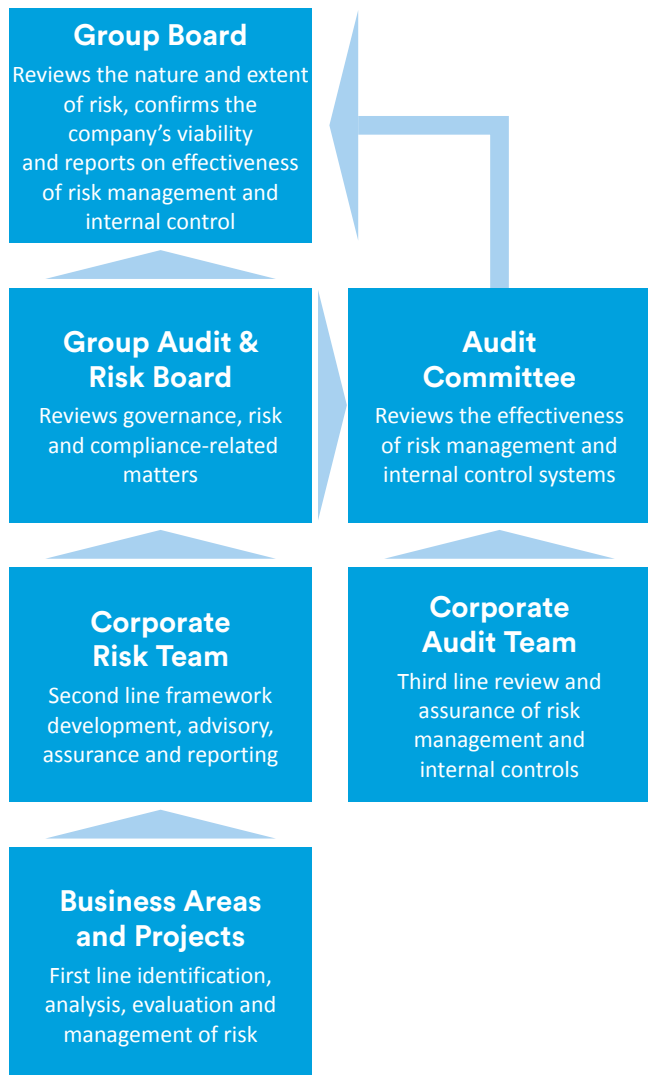 Group Board
Reviews the nature and extent
of risk, confirms the
company’s viability
and reports on effectiveness
of risk management and
internal control
Group Audit &
Risk Board
Reviews governance, risk
and compliance-related
matters
Audit
Committee
Reviews the effectiveness
of risk management and
internal control systems
Corporate
Risk Team
Second line framework
development, advisory,
assurance and reporting
Corporate
Audit Team
Third line review and
assurance of risk
management and
internal controls
Business Areas
and Projects
First line identification,
analysis, evaluation and
management of risk